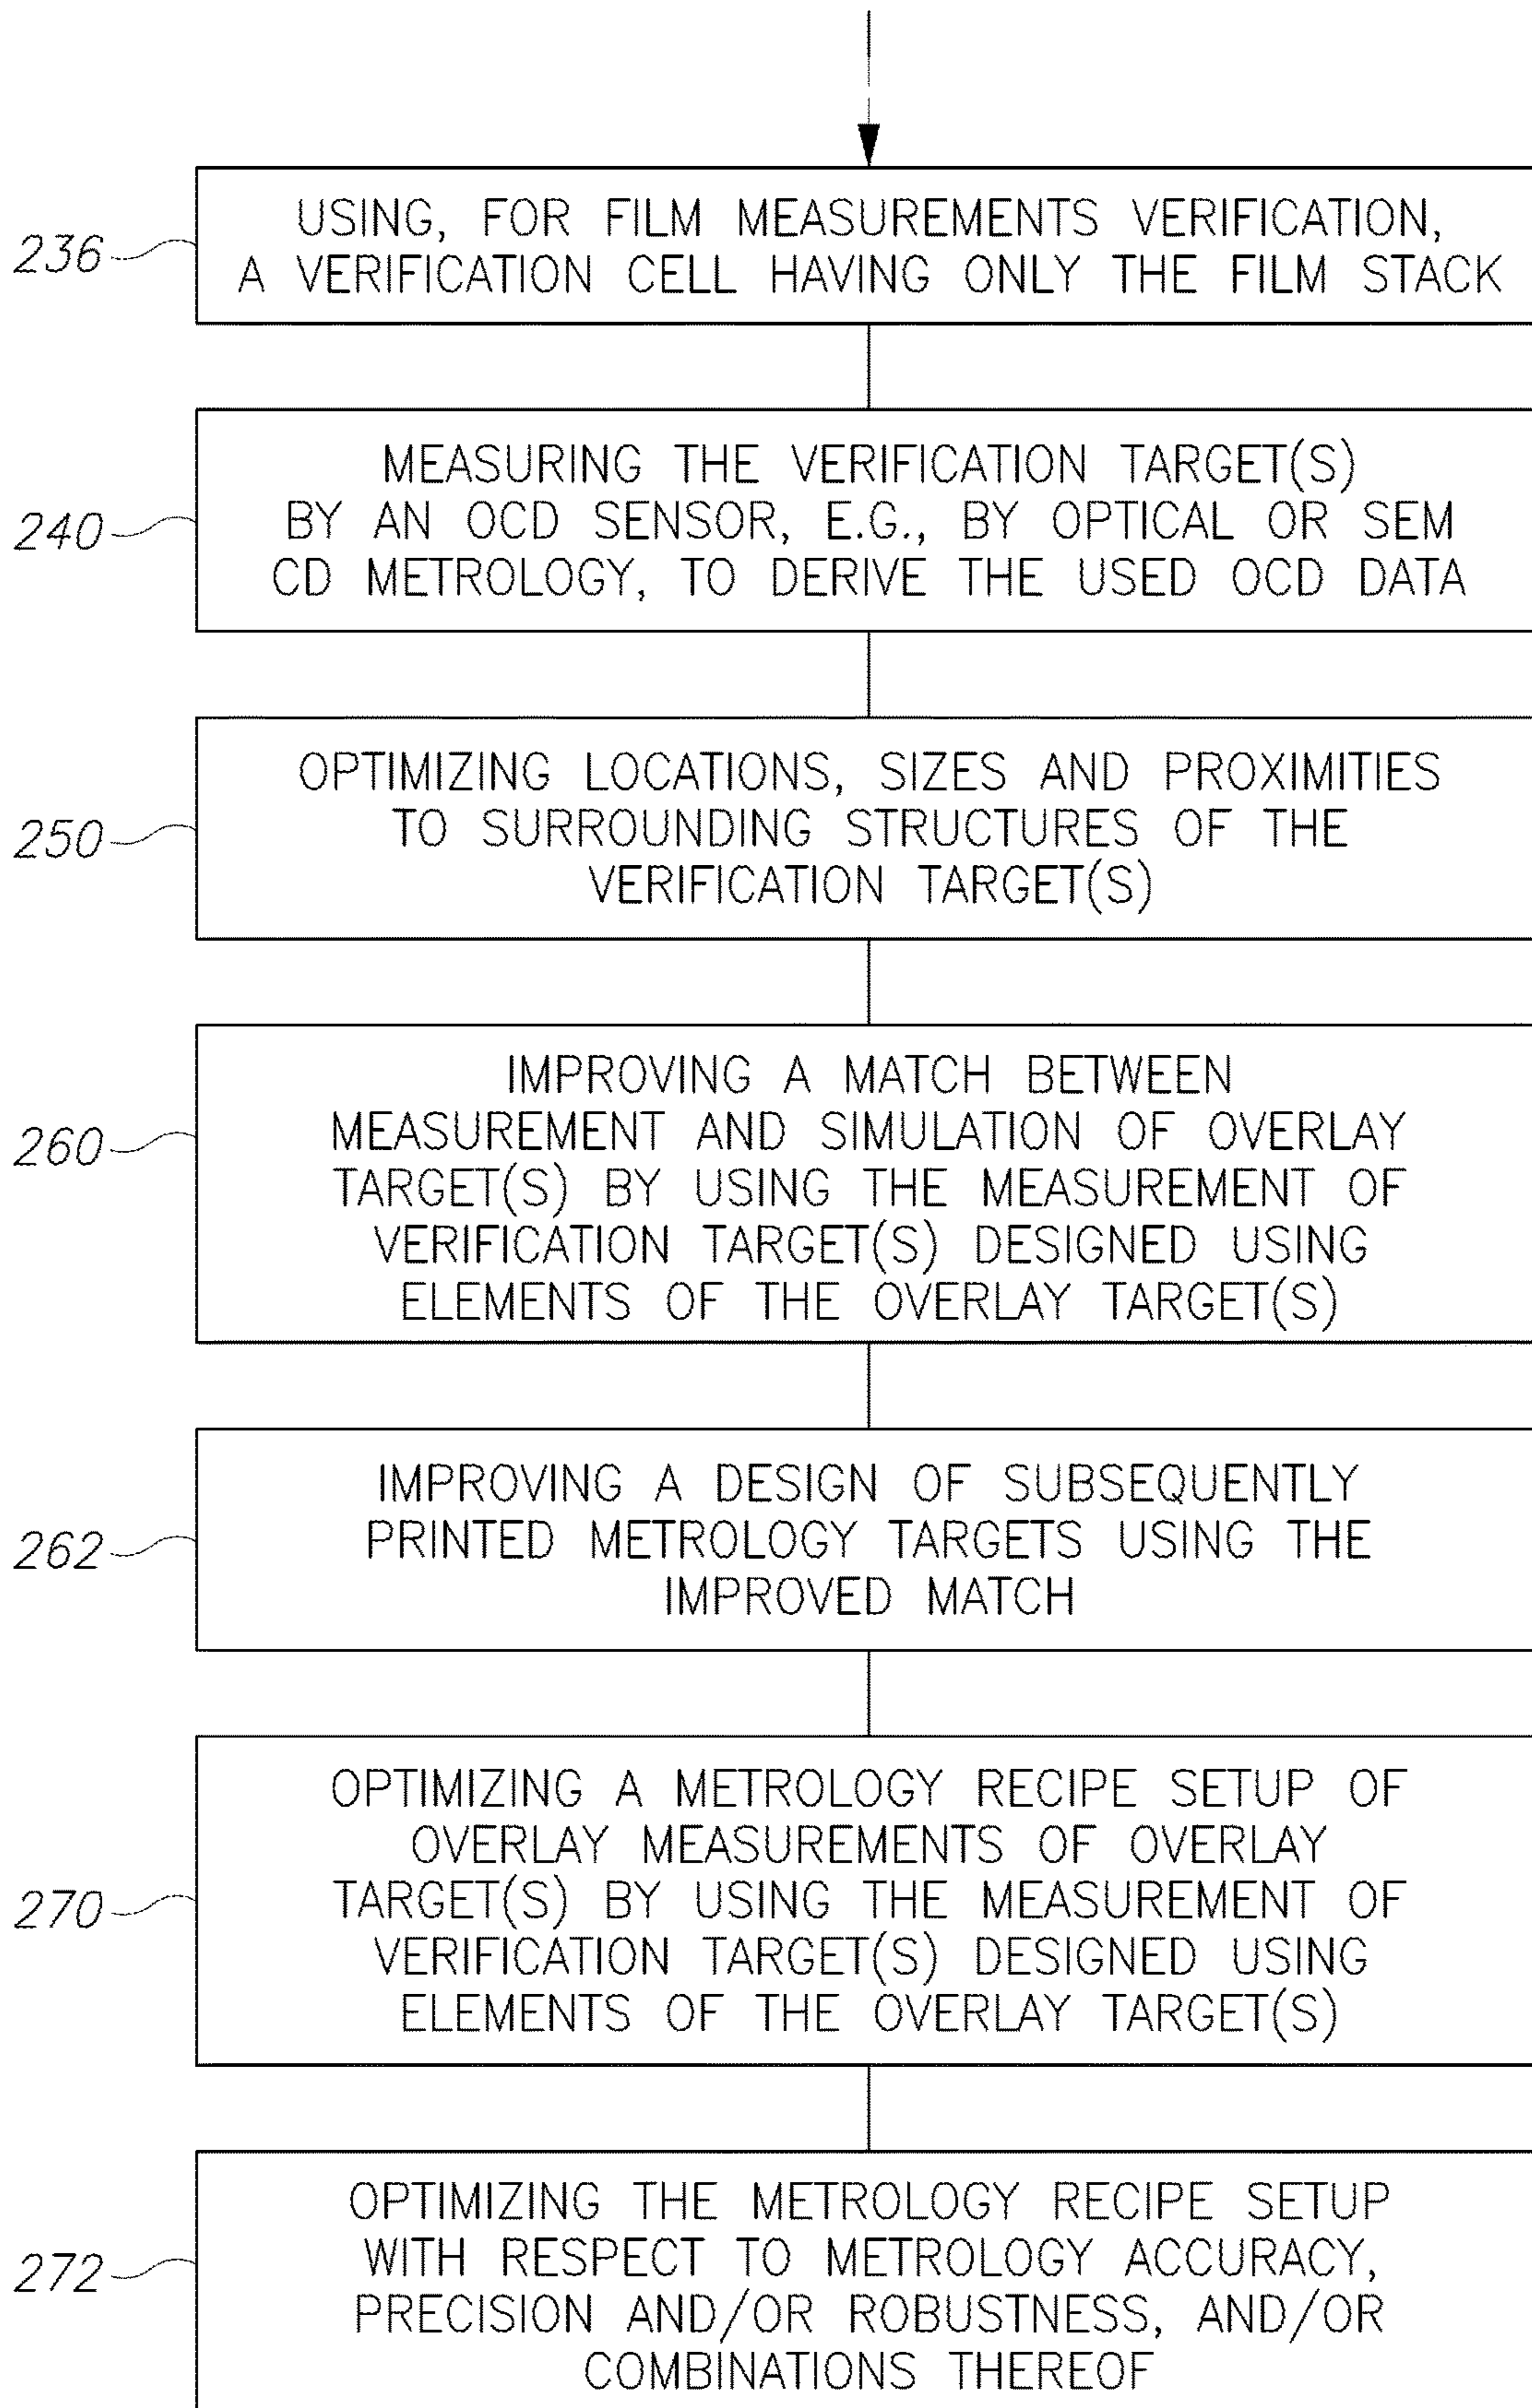 236
USING, FOR FILM MEASUREMENTS VERIFICATION,
A VERIFICATION CELL HAVING ONLY THE FILM STACK
240
MEASURING THE VERIFICATION TARGET(S)
BY AN OCD SENSOR, E.G., BY OPTICAL OR SEM
CD METROLOGY, TO DERIVE THE USED OCD DATA
250
OPTIMIZING LOCATIONS, SIZES AND PROXIMITIES
TO SURROUNDING STRUCTURES OF THE
VERIFICATION TARGET(S)
260
IMPROVING A MATCH BETWEEN
MEASUREMENT AND SIMULATION OF OVERLAY
TARGET(S) BY USING THE MEASUREMENT OF
VERIFICATION TARGET(S) DESIGNED USING
ELEMENTS OF THE OVERLAY TARGET(S)
262
IMPROVING A DESIGN OF SUBSEQUENTLY
PRINTED METROLOGY TARGETS USING THE
IMPROVED MATCH
270
OPTIMIZING A METROLOGY RECIPE SETUP OF
OVERLAY MEASUREMENTS OF OVERLAY
TARGET(S) BY USING THE MEASUREMENT OF
VERIFICATION TARGET(S) DESIGNED USING
ELEMENTS OF THE OVERLAY TARGET(S)
272
OPTIMIZING THE METROLOGY RECIPE SETUP
WITH RESPECT TO METROLOGY ACCURACY,
PRECISION AND/OR ROBUSTNESS, AND/OR
COMBINATIONS THEREOF